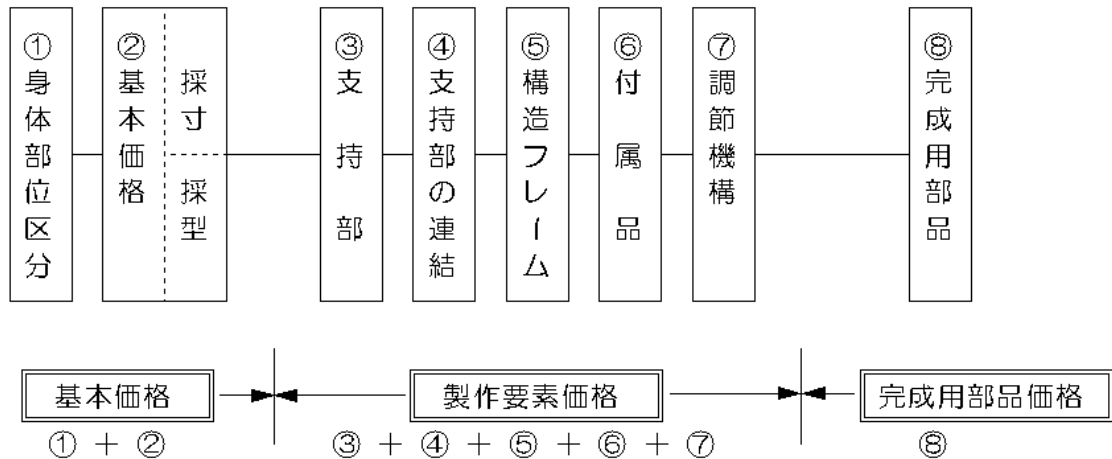 ①身体部位区分
②基本価格
採寸
採型
③支持部
④支持部の連結
⑤構造フレーム
⑥付属品
⑦調節機構
⑧完成用部品
基本価格
製作要素価格
完成用部品価格
① + ②
③ + ④ + ⑤ + ⑥ + ⑦
⑧